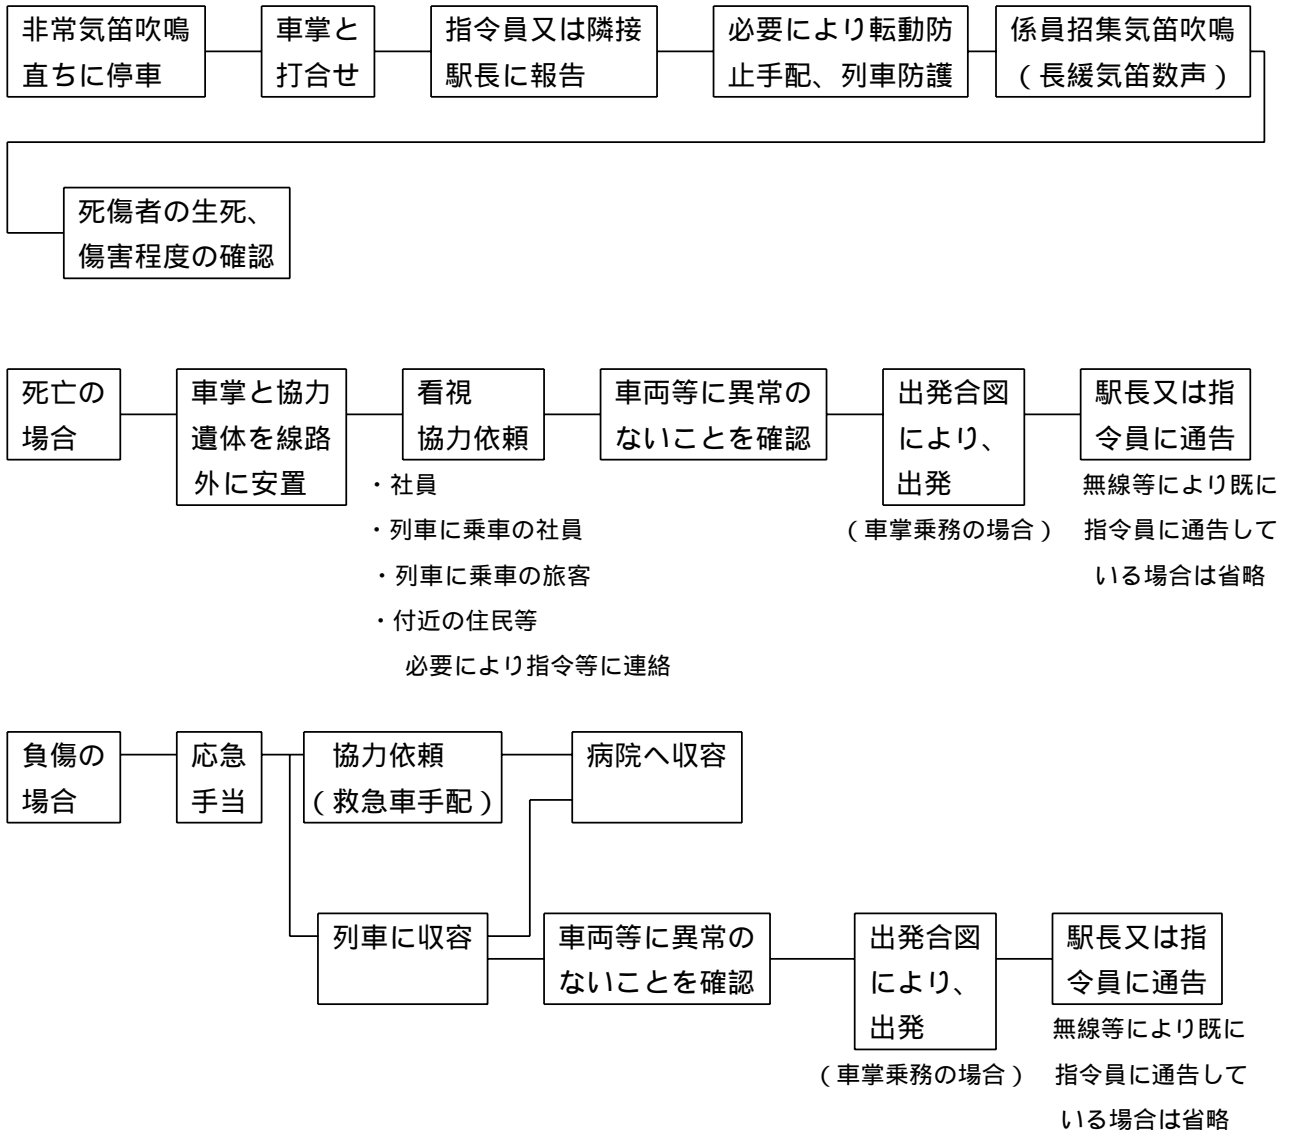 非常気笛吹鳴
直ちに停車
車掌と
打合せ
指令員又は隣接
駅長に報告
必要により転動防
止手配、列車防護
係員招集気笛吹鳴
（長緩気笛数声）
死傷者の生死、
傷害程度の確認
死亡の
場合
車掌と協力
遺体を線路
外に安置
看視
協力依頼
・社員
・列車に乗車の社員
・列車に乗車の旅客
・付近の住民等
必要により指令等に連絡
車両等に異常の
ないことを確認
出発合図
により、
出発
（車掌乗務の場合）
駅長又は指
令員に通告
無線等により既に
指令員に通告して
いる場合は省略
負傷の
場合
応急
手当
協力依頼
（救急車手配）
病院へ収容
列車に収容
車両等に異常の
ないことを確認
出発合図
により、
出発
（車掌乗務の場合）
駅長又は指
令員に通告
無線等により既に
指令員に通告して
いる場合は省略